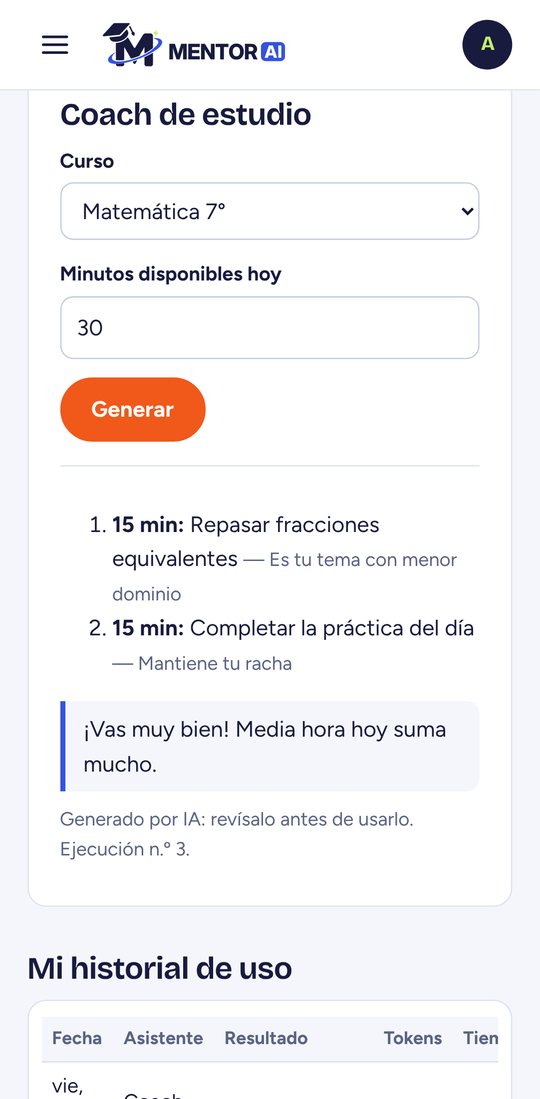 MENTOR AI
A
Coach de estudio
Curso
Matemática 7°
Minutos disponibles hoy
30
Generar
1. 15 min: Repasar fracciones
equivalentes — Es tu tema con menor
dominio
2. 15 min: Completar la práctica del día
— Mantiene tu racha
¡Vas muy bien! Media hora hoy suma
mucho.
Generado por IA: revísalo antes de usarlo.
Ejecución n.º 3.
Mi historial de uso
Fecha Asistente Resultado Tokens
vie,